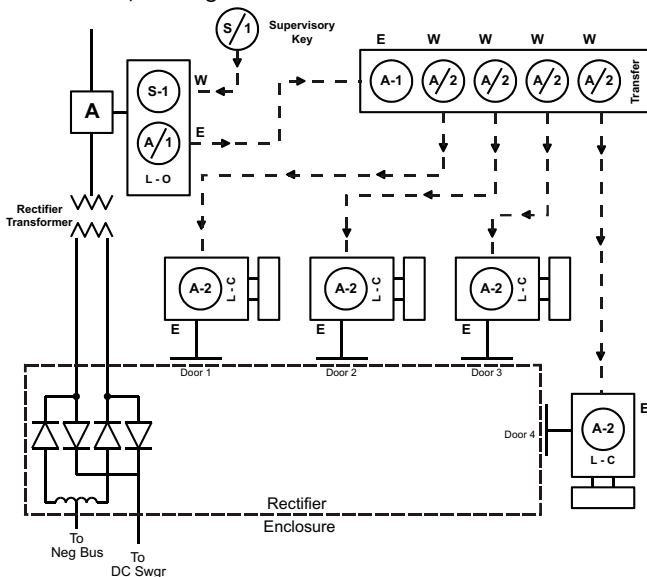 S/1
Supervisory
Key
E W W W W
A-1 A/2 A/2 A/2 A/2
Transfer
S-1
W
A
A/1
E
L - O
Rectifier
Transformer
A-2
L - C
E
A-2
L - C
E
A-2
L - C
E
Door 1
Door 2
Door 3
A-2
L - C
E
Door 4
Rectifier
Enclosure
To
Neg Bus
To
DC Swgr